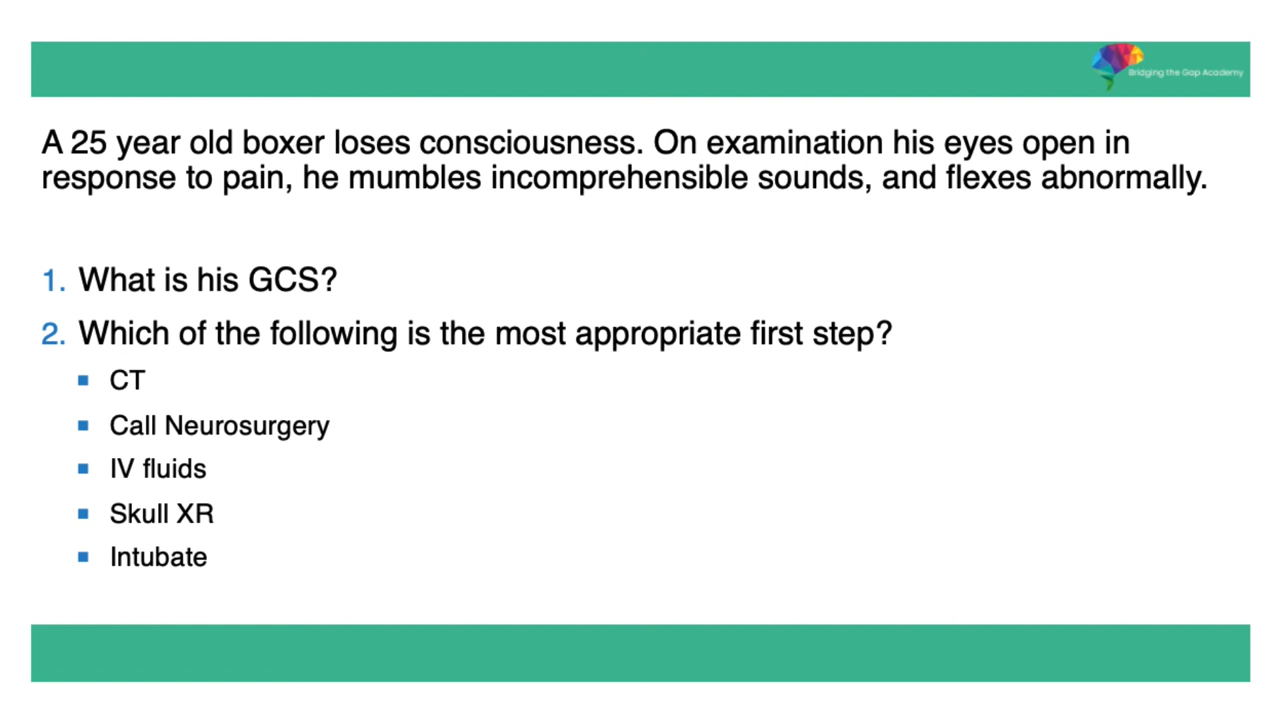 Bridging the Gap Academy
A 25 year old boxer loses consciousness. On examination his eyes open in
response to pain, he mumbles incomprehensible sounds, and flexes abnormally.
1. What is his GCS?
2. Which of the following is the most appropriate first step?
■ CT
■ Call Neurosurgery
■ IV fluids
■ Skull XR
■ Intubate